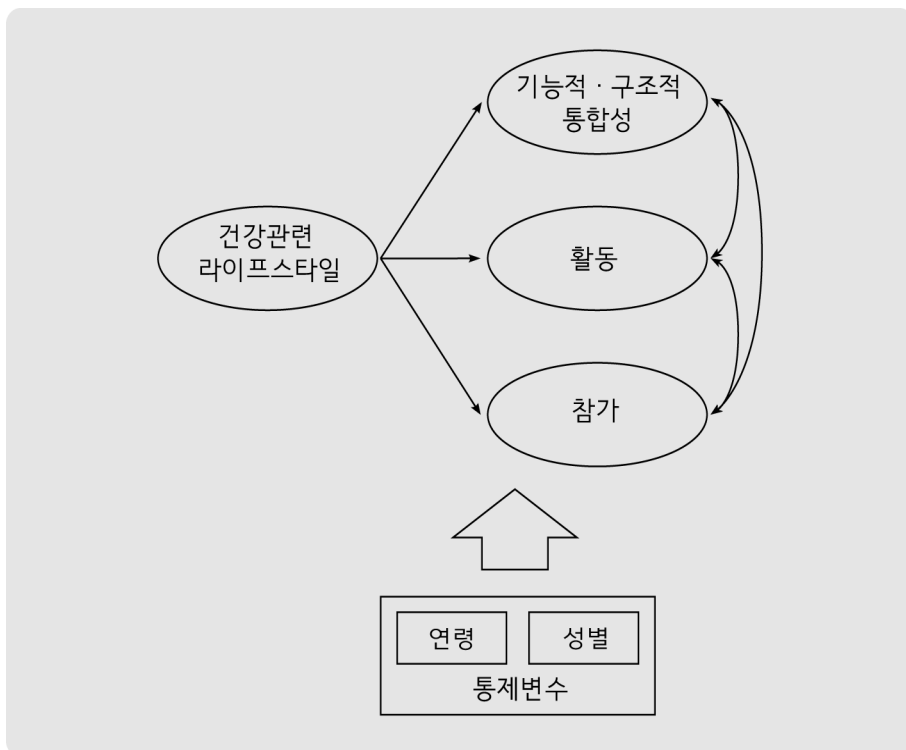 기능적 · 구조적
통합성
건강관련
라이프스타일
활동
참가
연령
성별
통제변수